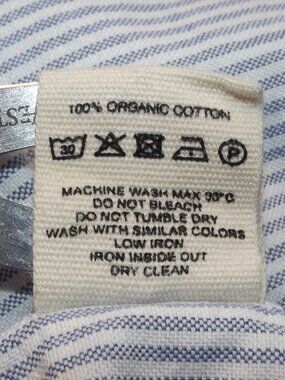 100% ORGANIC COTTON
30 P
MACHINE WASH MAX 30°C
DO NOT BLEACH
DO NOT TUMBLE DRY
WASH WITH SIMILAR COLORS
LOW IRON
IRON INSIDE OUT
DRY CLEAN